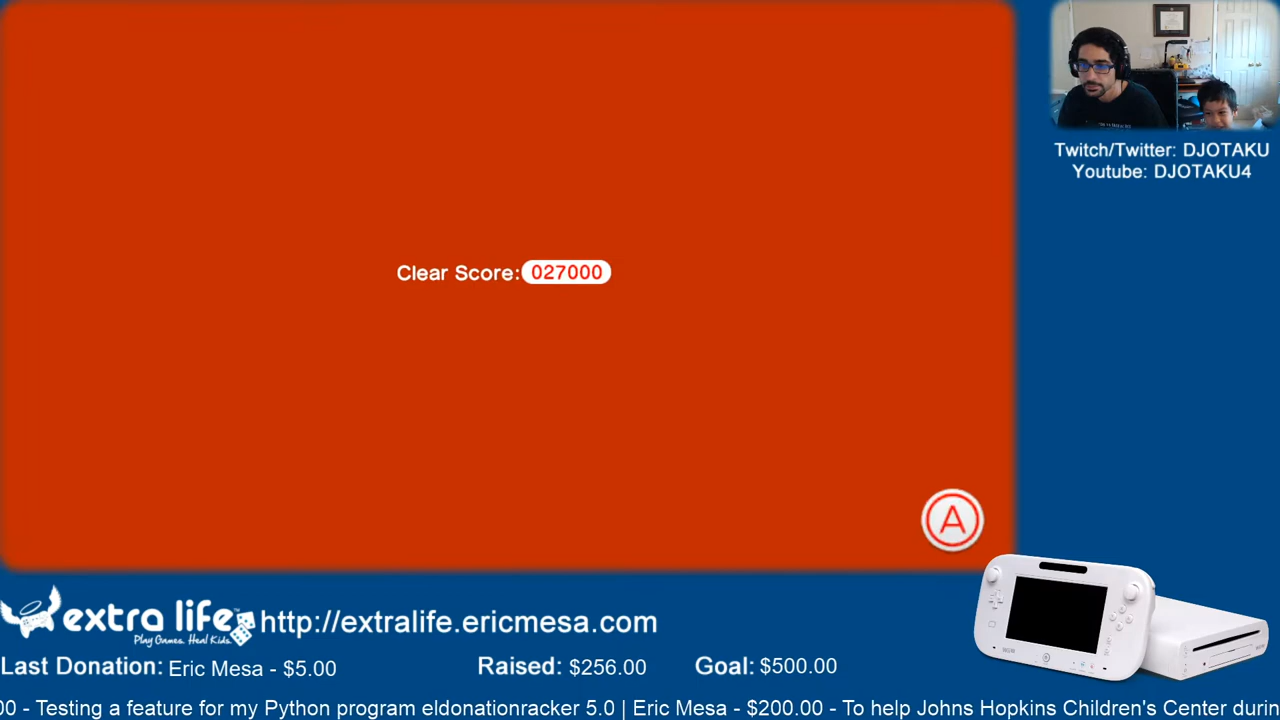 Clear Score: 027000
A
Twitch/Twitter: DJOTAKU
Youtube: DJOTAKU4
extra life
Play Games. Heal Kids.
http://extralife.ericmesa.com
Last Donation: Eric Mesa - $5.00
Raised: $256.00
Goal: $500.00
00 - Testing a feature for my Python program eldonationracker 5.0 | Eric Mesa - $200.00 - To help Johns Hopkins Children's Center durin